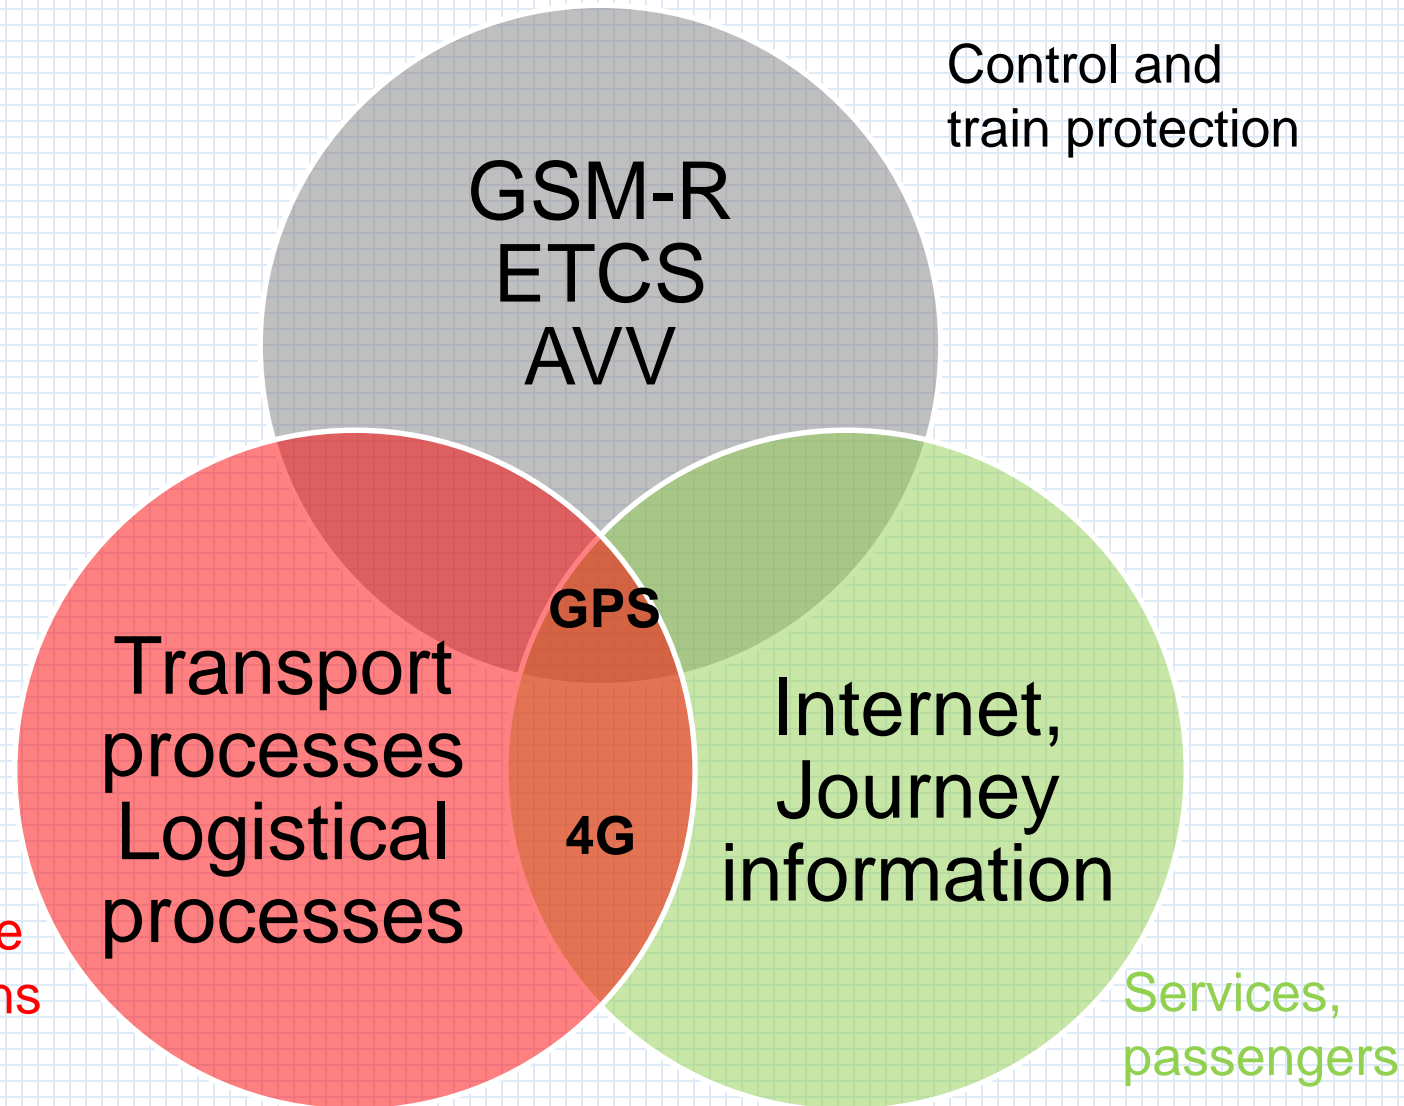 Control and
train protection
GSM-R
ETCS
AVV
GPS
Transport
processes
Logistical
processes
4G
Internet,
Journey
information
Services,
passengers